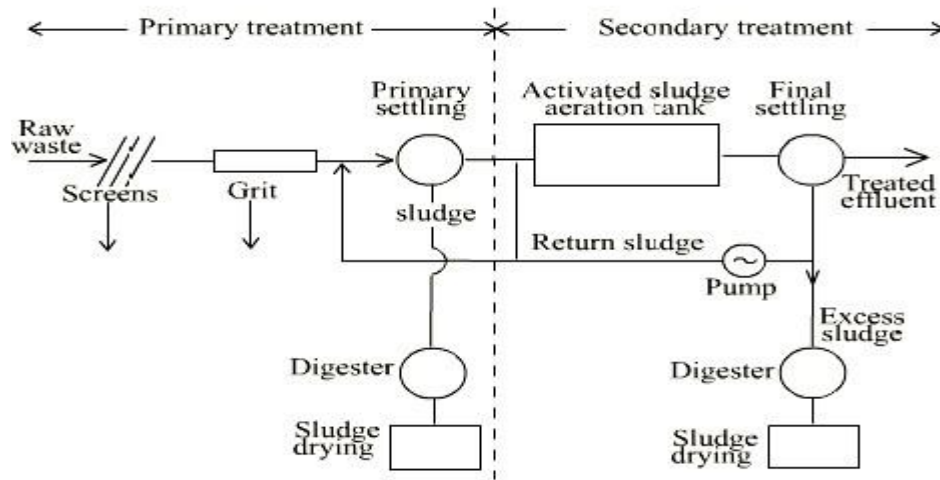 Primary treatment
Secondary treatment
Primary
settling
Activated sludge
aeration tank
Final
settling
Raw
waste
Screens
Grit
sludge
Treated
effluent
Return sludge
Pump
Excess
sludge
Digester
Digester
Sludge
drying
Sludge
drying